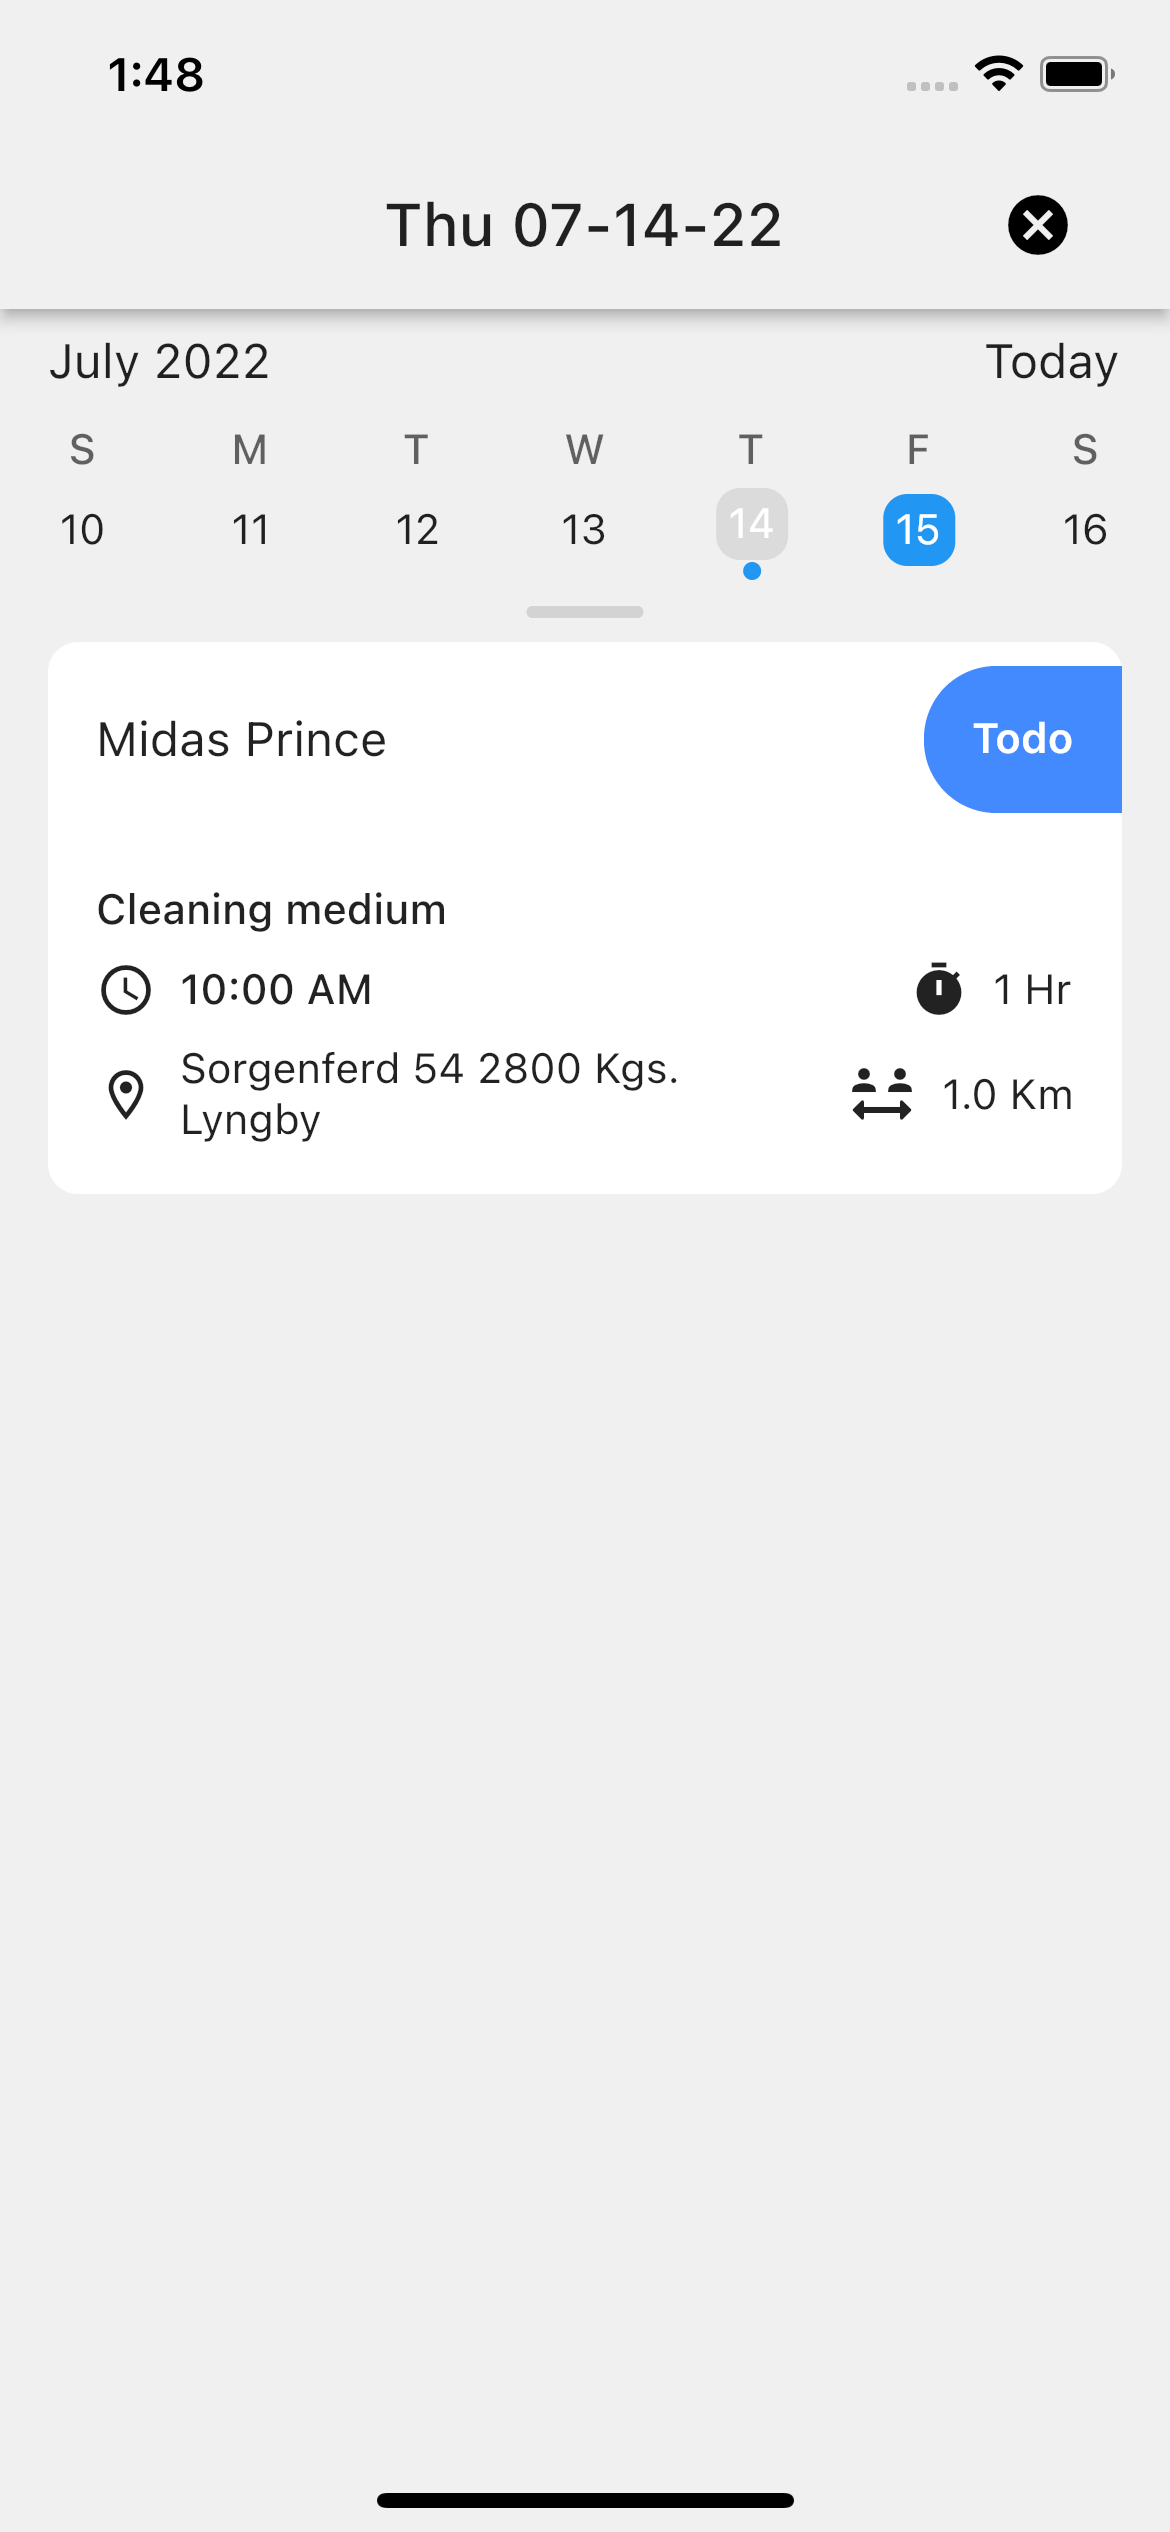 1:48
Thu 07-14-22
July 2022 Today
S M T W T F S
10 11 12 13 14 15 16
Midas Prince Todo
Cleaning medium
10:00 AM 1 Hr
Sorgenferd 54 2800 Kgs.
Lyngby
1.0 Km